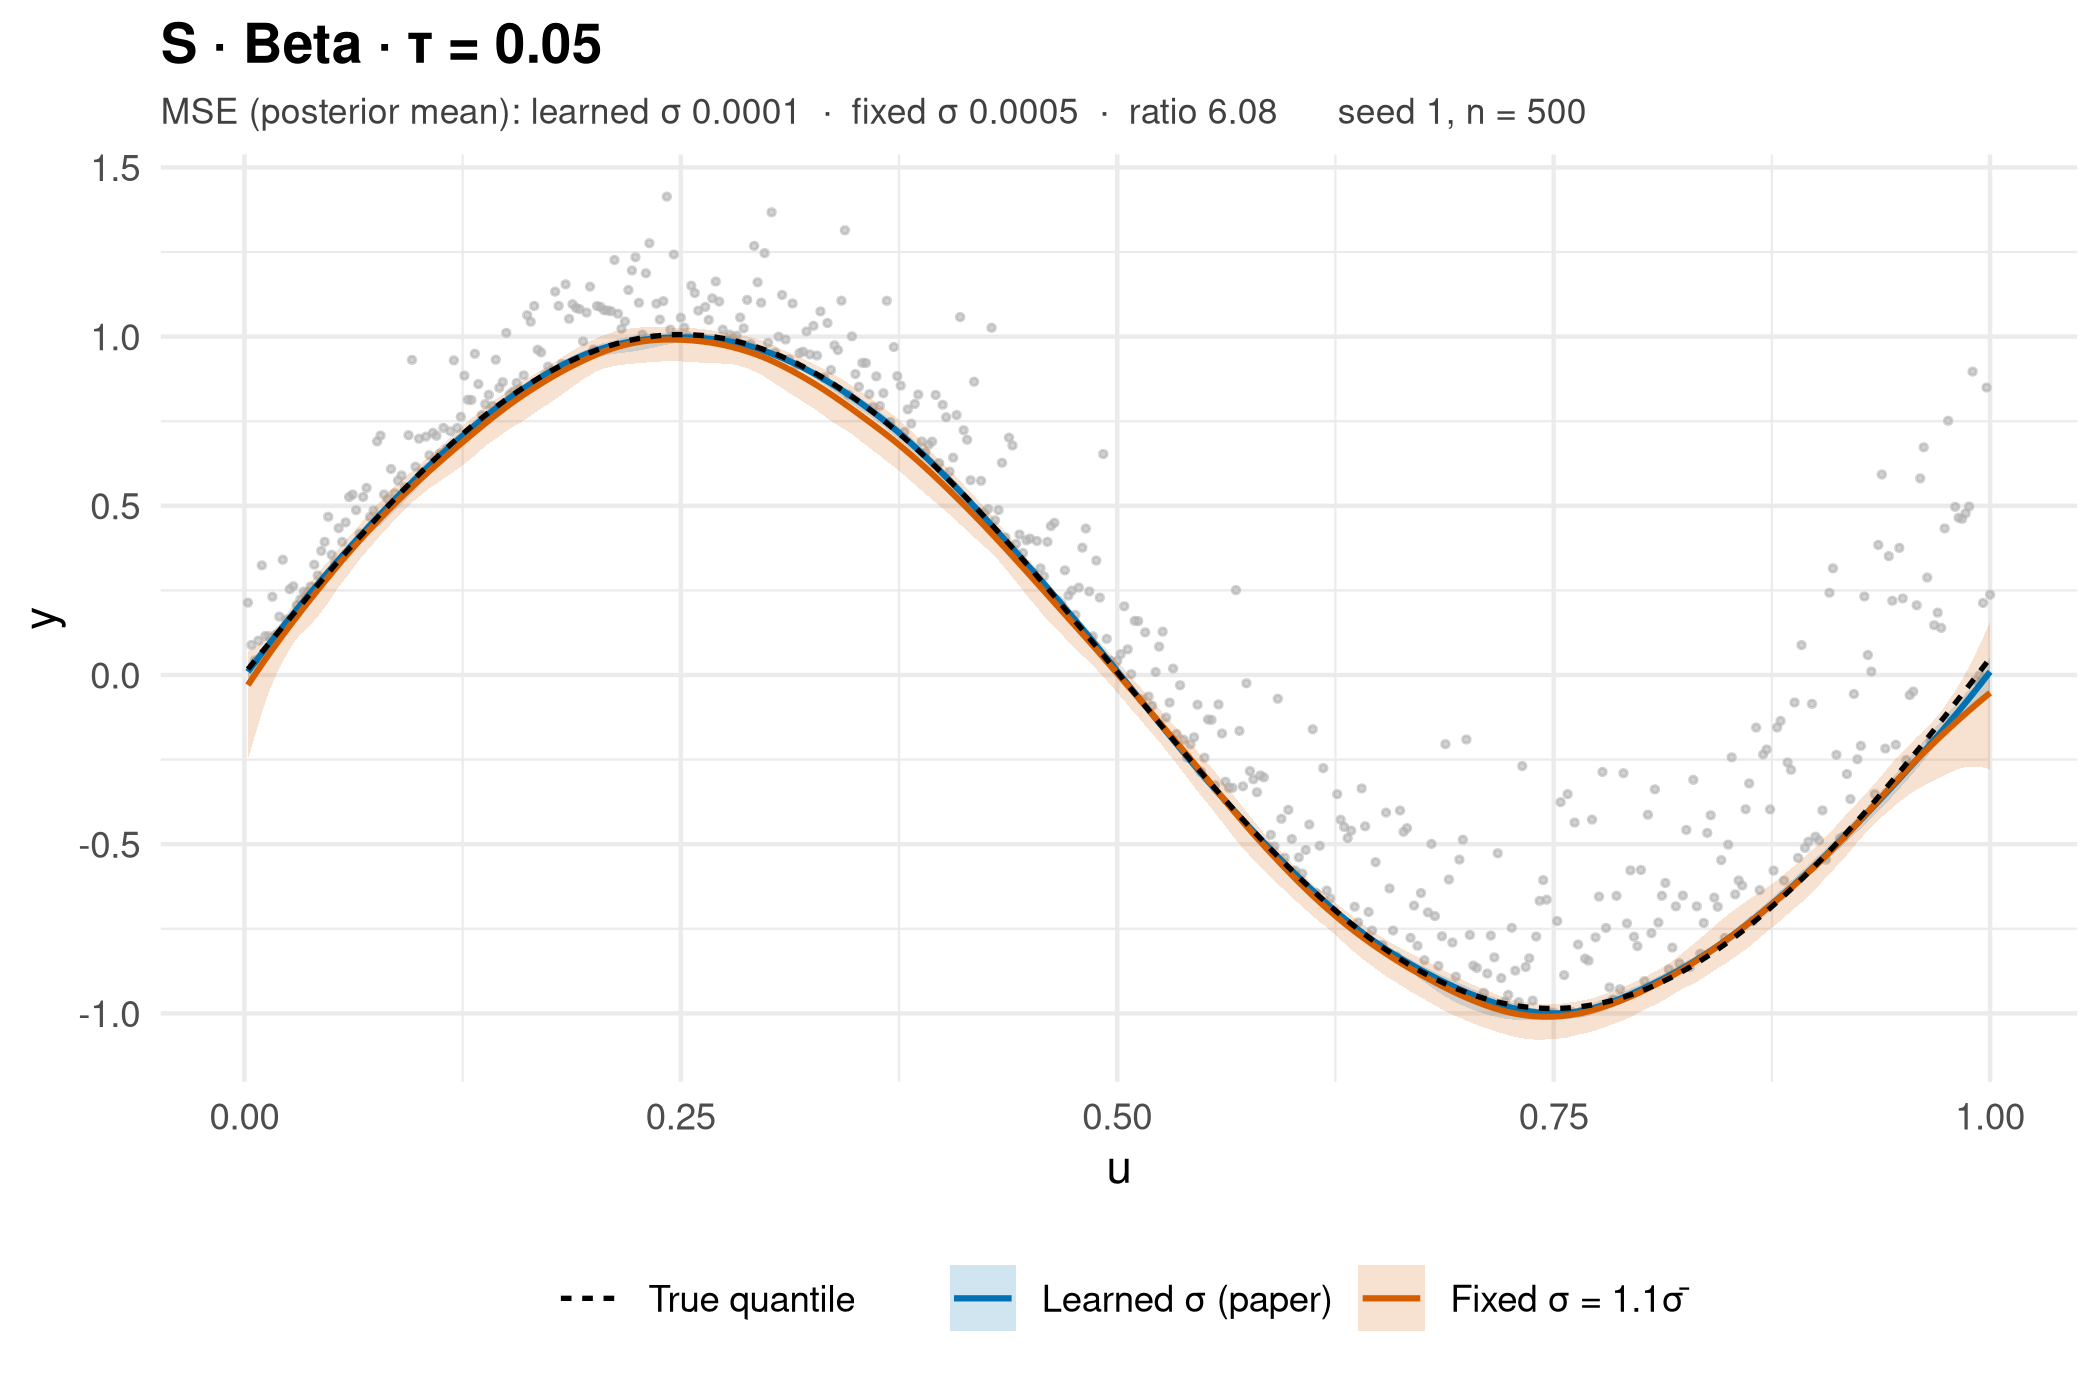 S · Beta · τ = 0.05
MSE (posterior mean): learned σ 0.0001 · fixed σ 0.0005 · ratio 6.08 seed 1, n = 500
1.5
1.0
0.5
0.0
-0.5
-1.0
y
0.00 0.25 0.50 0.75 1.00
u
True quantile Learned σ (paper) Fixed σ = 1.1σ̄